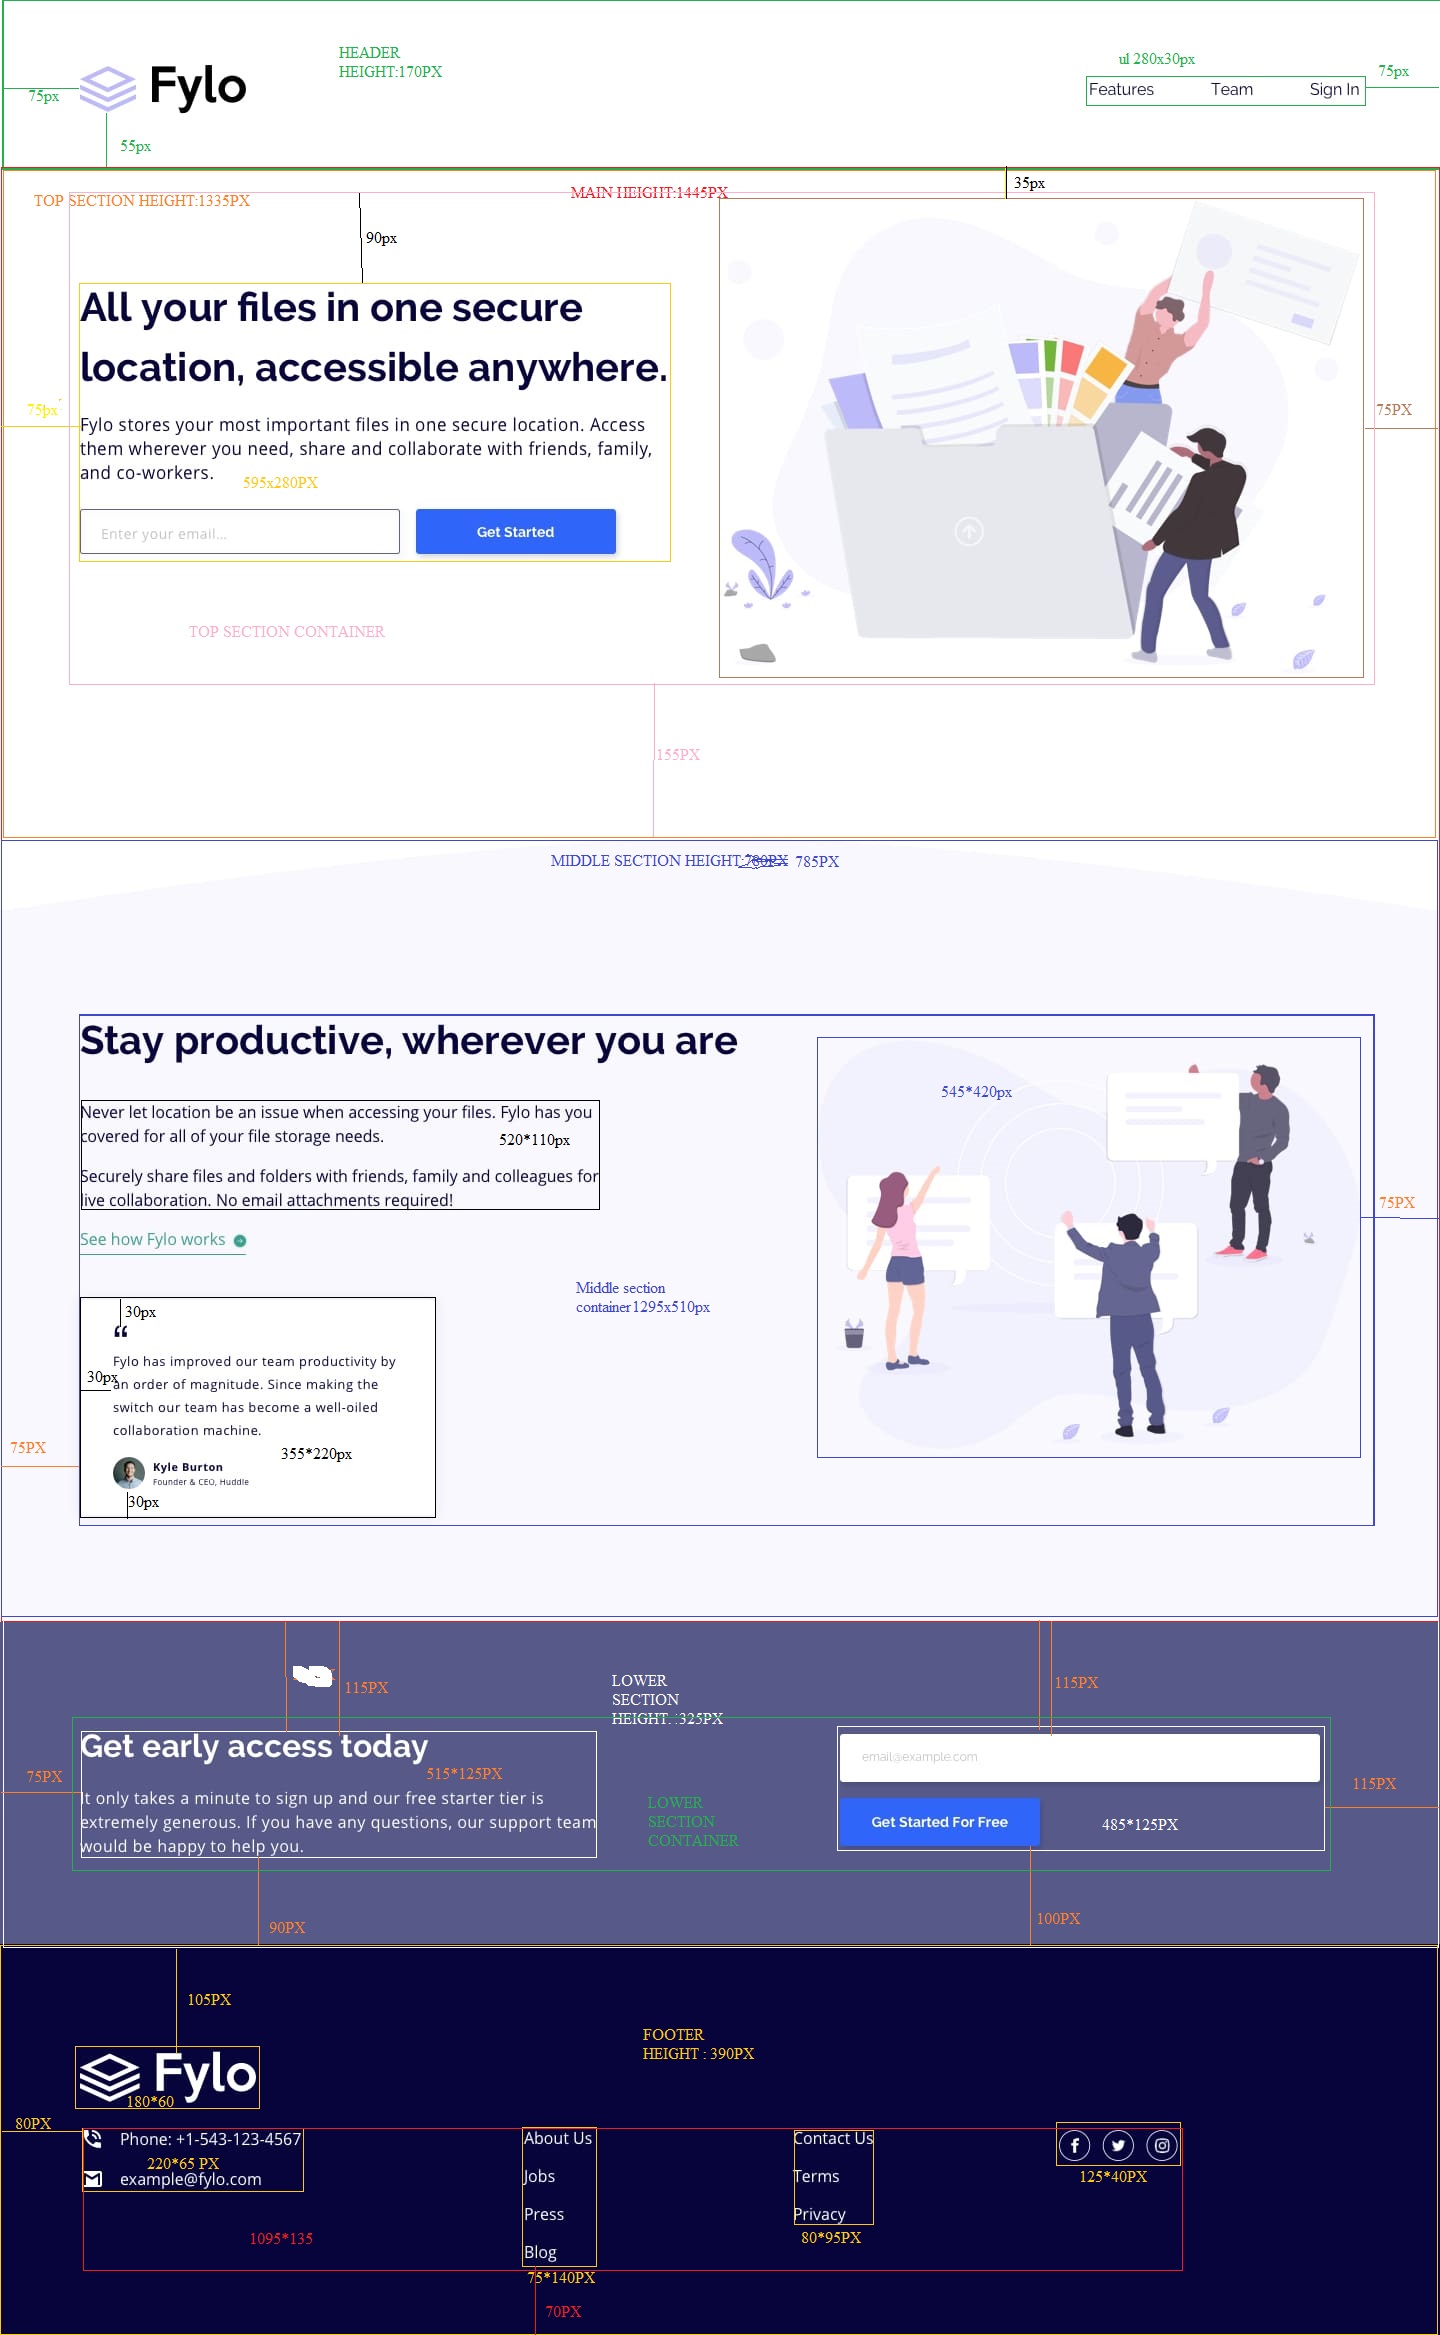 HEADER
HEIGHT:170PX
ul 280x30px
Fylo
Features
Team
Sign In
75px
75px
55px
TOP SECTION HEIGHT:1335PX
MAIN HEIGHT:1445PX
35px
90px
All your files in one secure
location, accessible anywhere.
75px
75PX
Fylo stores your most important files in one secure location. Access
them wherever you need, share and collaborate with friends, family,
and co-workers.
595x280PX
Enter your email...
Get Started
TOP SECTION CONTAINER
155PX
MIDDLE SECTION HEIGHT:780PX 785PX
Stay productive, wherever you are
545*420px
Never let location be an issue when accessing your files. Fylo has you
covered for all of your file storage needs.
520*110px
Securely share files and folders with friends, family and colleagues for
live collaboration. No email attachments required!
75PX
See how Fylo works
Middle section
container1295x510px
30px
“
Fylo has improved our team productivity by
30px
an order of magnitude. Since making the
switch our team has become a well-oiled
collaboration machine.
355*220px
75PX
Kyle Burton
Founder & CEO, Huddle
30px
115PX
LOWER
SECTION
HEIGHT. :325PX
115PX
Get early access today
515*125PX
75PX
email@example.com
115PX
It only takes a minute to sign up and our free starter tier is
extremely generous. If you have any questions, our support team
would be happy to help you.
LOWER
SECTION
CONTAINER
Get Started For Free
485*125PX
90PX
100PX
105PX
FOOTER
HEIGHT : 390PX
Fylo
180*60
80PX
Phone: +1-543-123-4567
220*65 PX
example@fylo.com
1095*135
About Us
Jobs
Press
Blog
75*140PX
Contact Us
Terms
Privacy
80*95PX
125*40PX
70PX